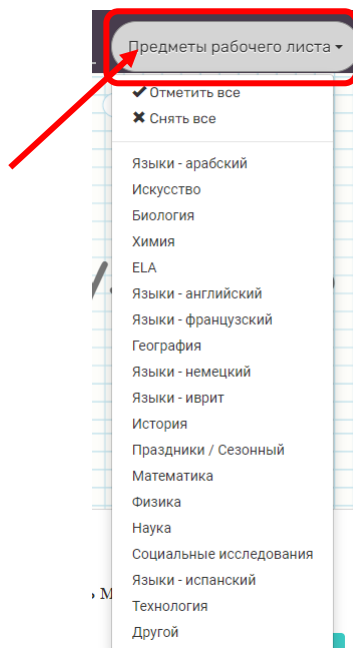 Предметы рабочего листа
Отметить все
Снять все
Языки - арабский
Искусство
Биология
Химия
ELA
Языки - английский
Языки - французский
География
Языки - немецкий
Языки - иврит
История
Праздники / Сезонный
Математика
Физика
Наука
Социальные исследования
Языки - испанский
Технология
Другой